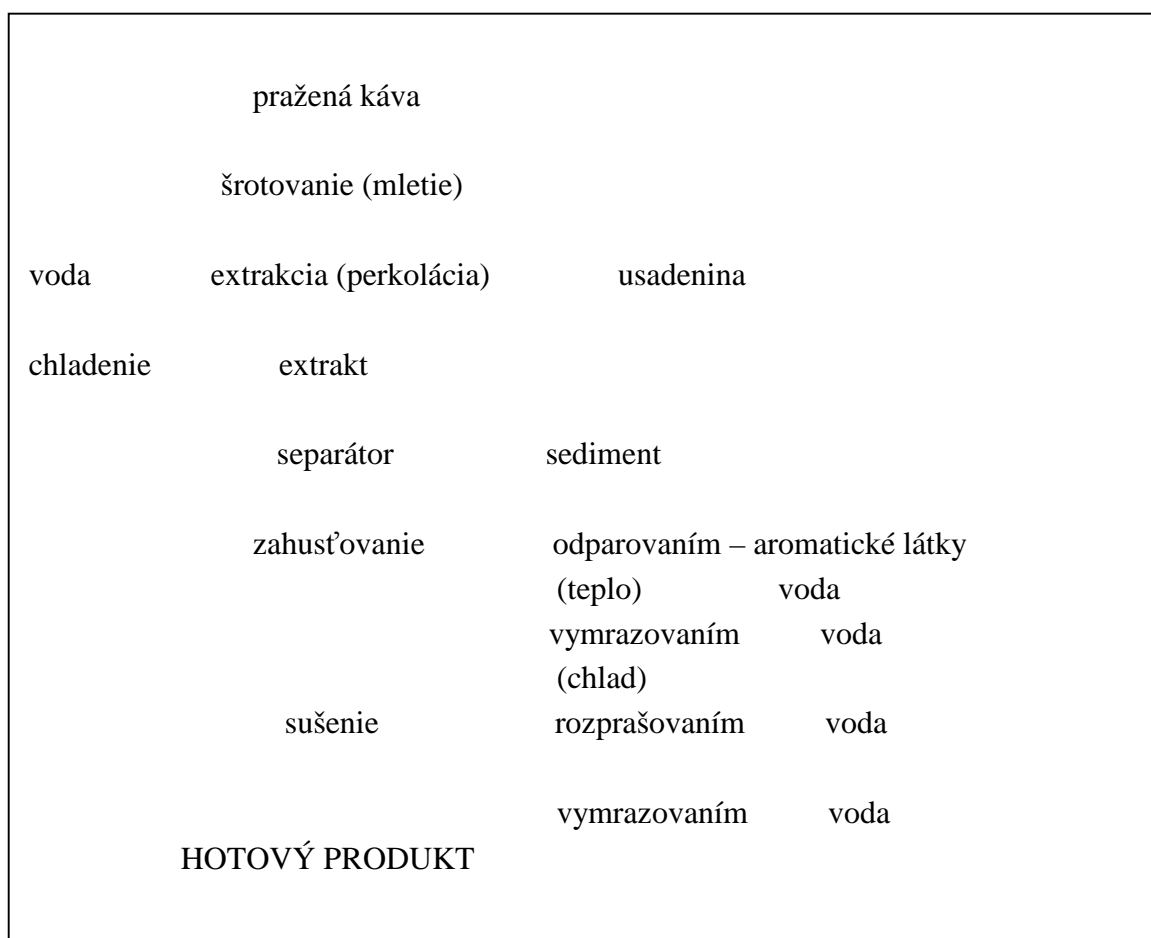 pražená káva
šrotovanie (mletie)
voda extrakcia (perkolácia) usadenina
chladenie extrakt
separátor sediment
zahusťovanie odparovaním – aromatické látky
(teplo) voda
vymrazovaním voda
(chlad)
sušenie rozprašovaním voda
vymrazovaním voda
HOTOVÝ PRODUKT